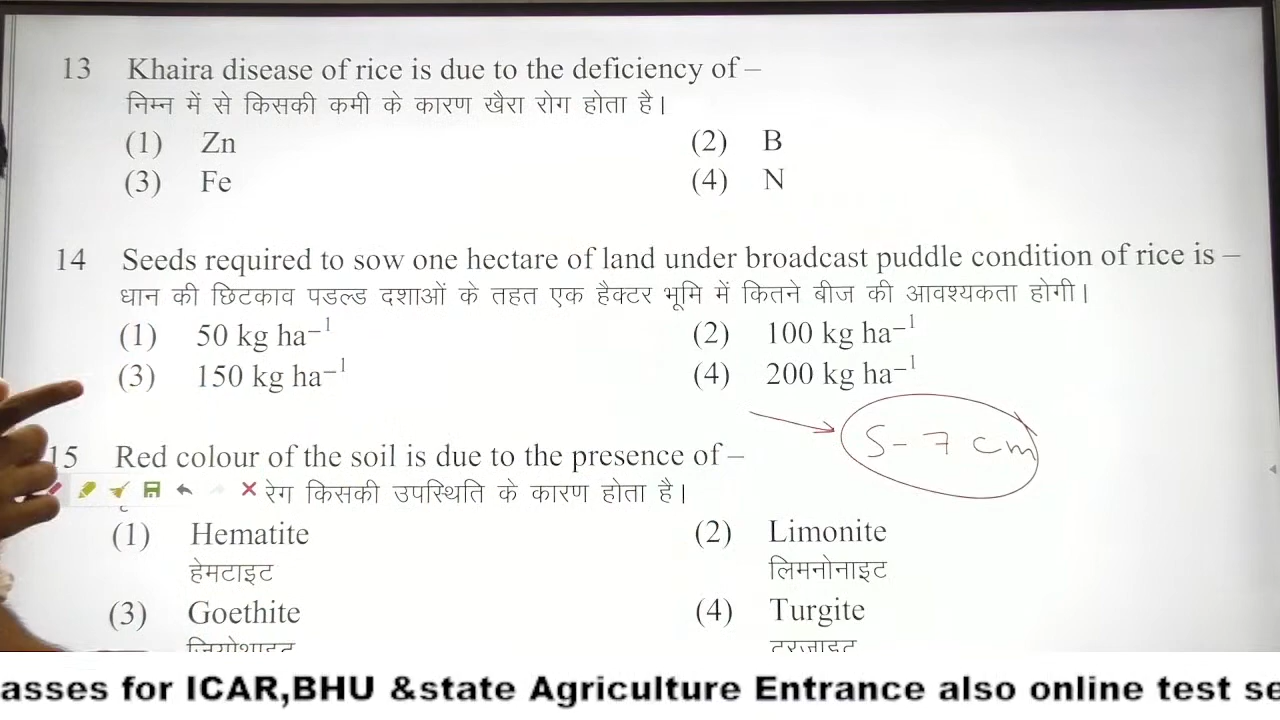 13 Khaira disease of rice is due to the deficiency of –
निम्न में से किसकी कमी के कारण खैरा रोग होता है।
(1) Zn (2) B
(3) Fe (4) N
14 Seeds required to sow one hectare of land under broadcast puddle condition of rice is –
धान की छिटकाव पडल्ड दशाओं के तहत एक हैक्टर भूमि में कितने बीज की आवश्यकता होगी।
(1) 50 kg ha⁻¹ (2) 100 kg ha⁻¹
(3) 150 kg ha⁻¹ (4) 200 kg ha⁻¹
5-7 cm
15 Red colour of the soil is due to the presence of –
रेग किसकी उपस्थिति के कारण होता है।
(1) Hematite (2) Limonite
हेमटाइट लिमनोनाइट
(3) Goethite (4) Turgite
asses for ICAR,BHU &state Agriculture Entrance also online test se